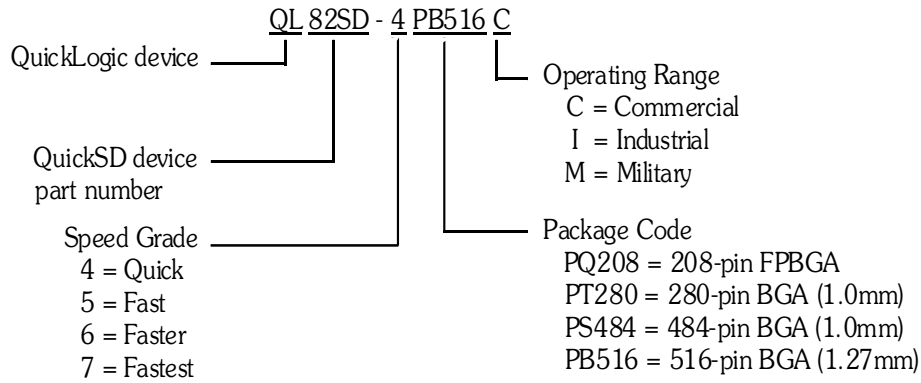 QL 82SD - 4 PB516 C
QuickLogic device
Operating Range
C = Commercial
I = Industrial
M = Military
QuickSD device
part number
Speed Grade
4 = Quick
5 = Fast
6 = Faster
7 = Fastest
Package Code
PQ208 = 208-pin FPBGA
PT280 = 280-pin BGA (1.0mm)
PS484 = 484-pin BGA (1.0mm)
PB516 = 516-pin BGA (1.27mm)